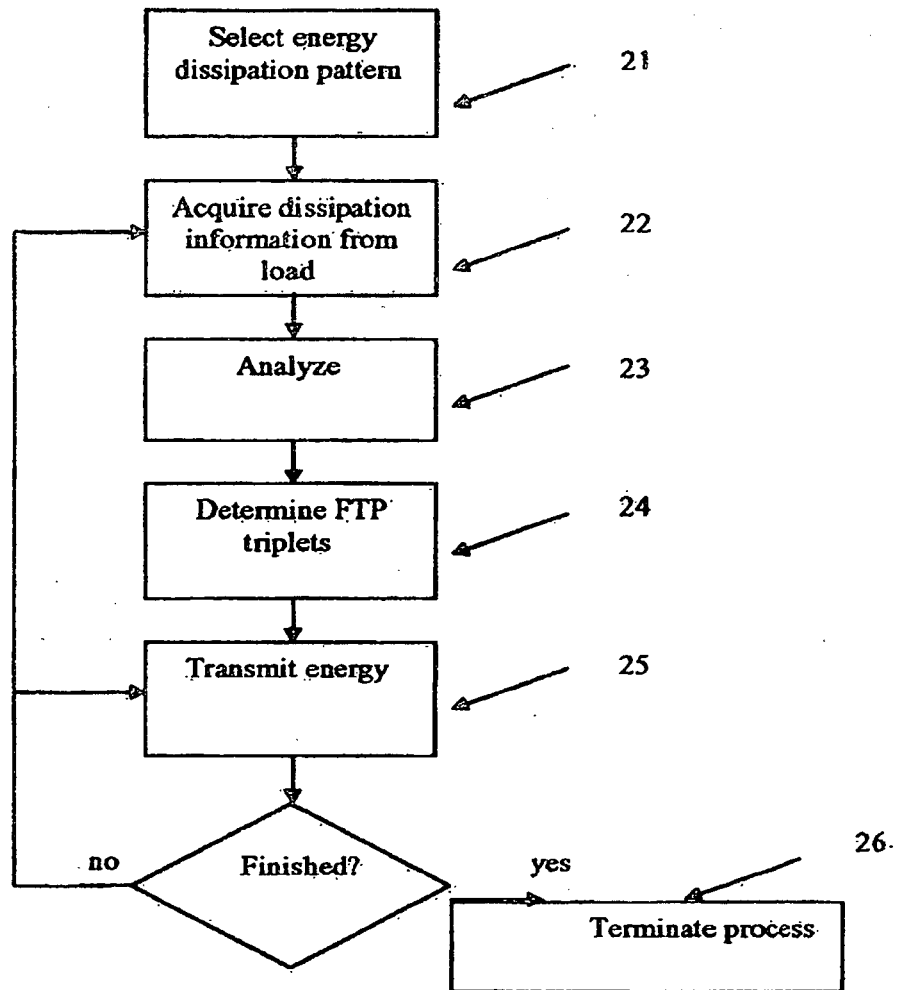 Select energy
dissipation pattern
21
Acquire dissipation
information from
load
22
Analyze
23
Determine FTP
triplets
24
Transmit energy
25
Finished?
no
yes
26
Terminate process